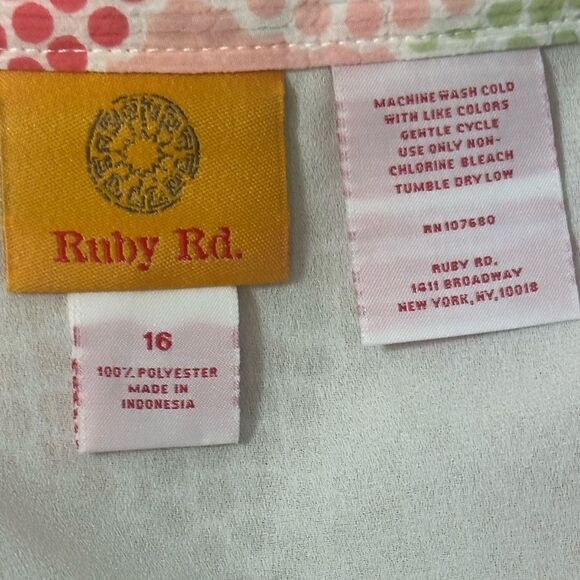 Ruby Rd.
16
100% POLYESTER
MADE IN
INDONESIA
MACHINE WASH COLD
WITH LIKE COLORS
GENTLE CYCLE
USE ONLY NON-
CHLORINE BLEACH
TUMBLE DRY LOW
RN107680
RUBY RD.
1411 BROADWAY
NEW YORK, NY, 10018